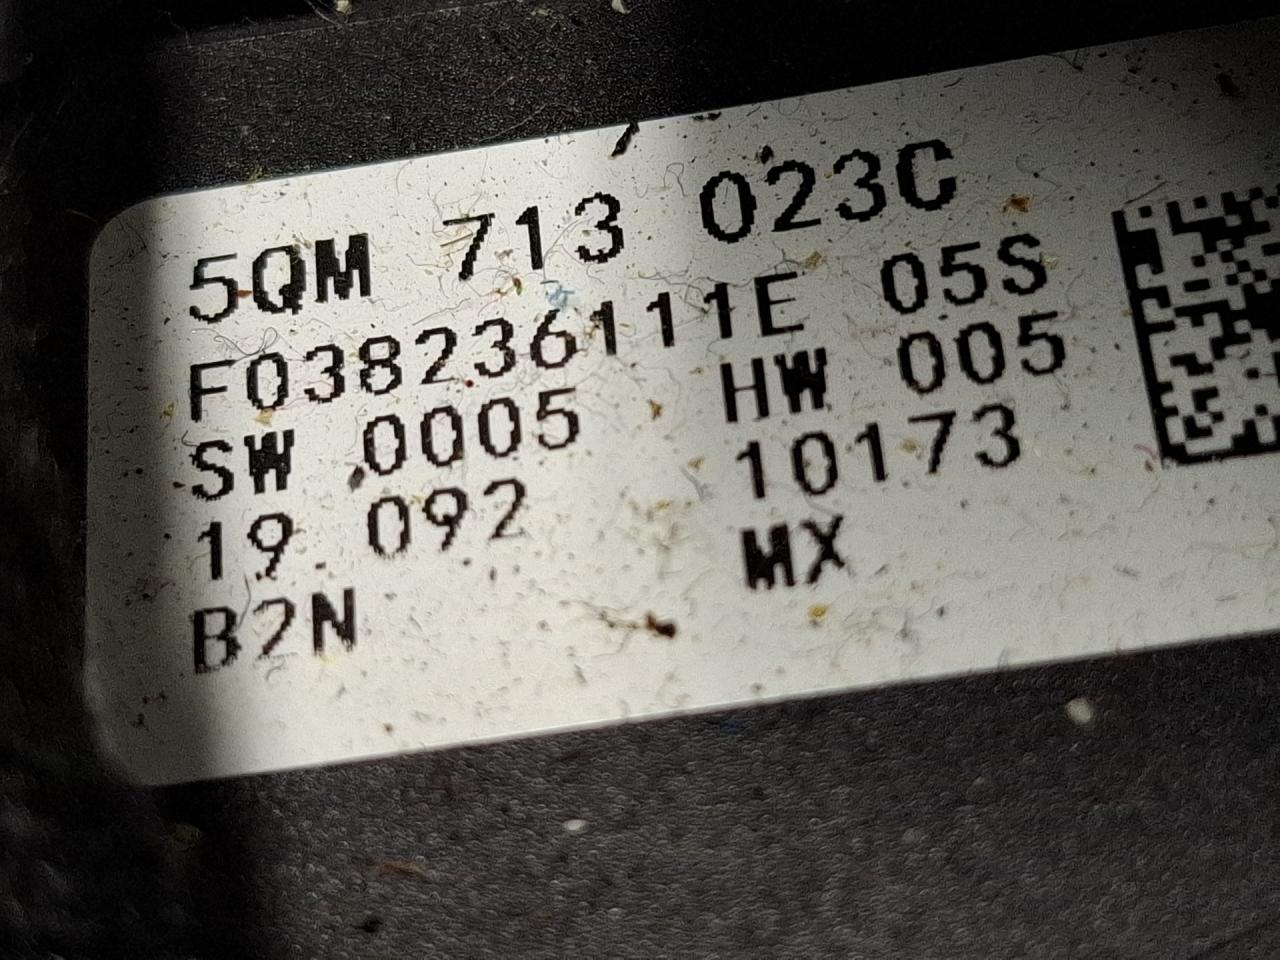 5QM 713 023C
F038236111E 05S
SW 0005 HW 005
19.092 10173
B2N MX